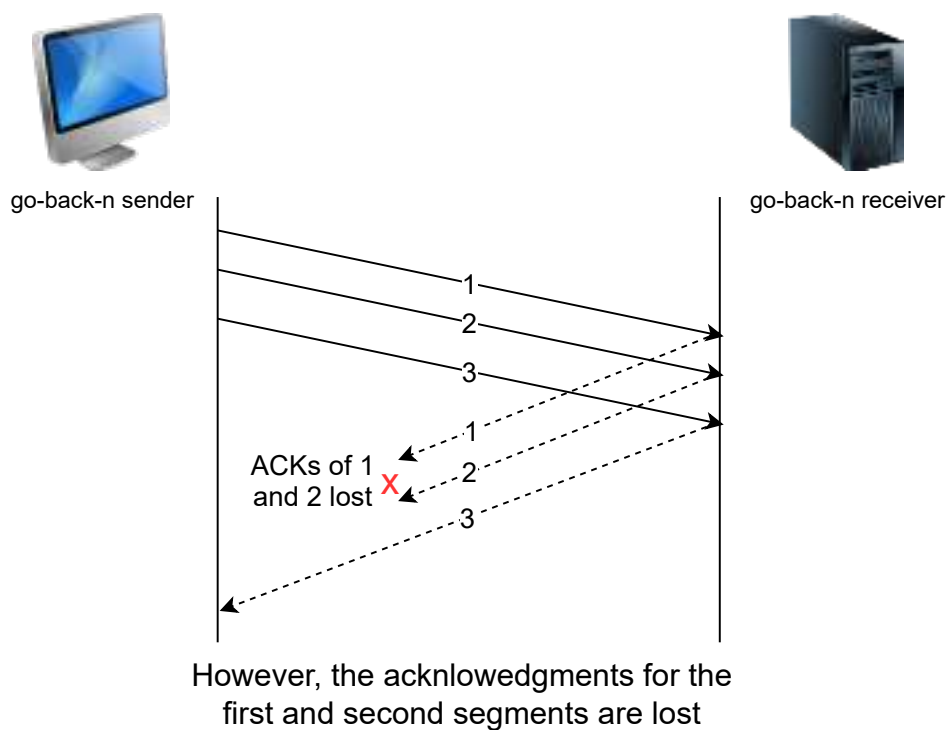 go-back-n sender
go-back-n receiver
1
2
3
1
ACKs of 1
and 2 lost
X
2
3
However, the acknlowedgments for the
first and second segments are lost